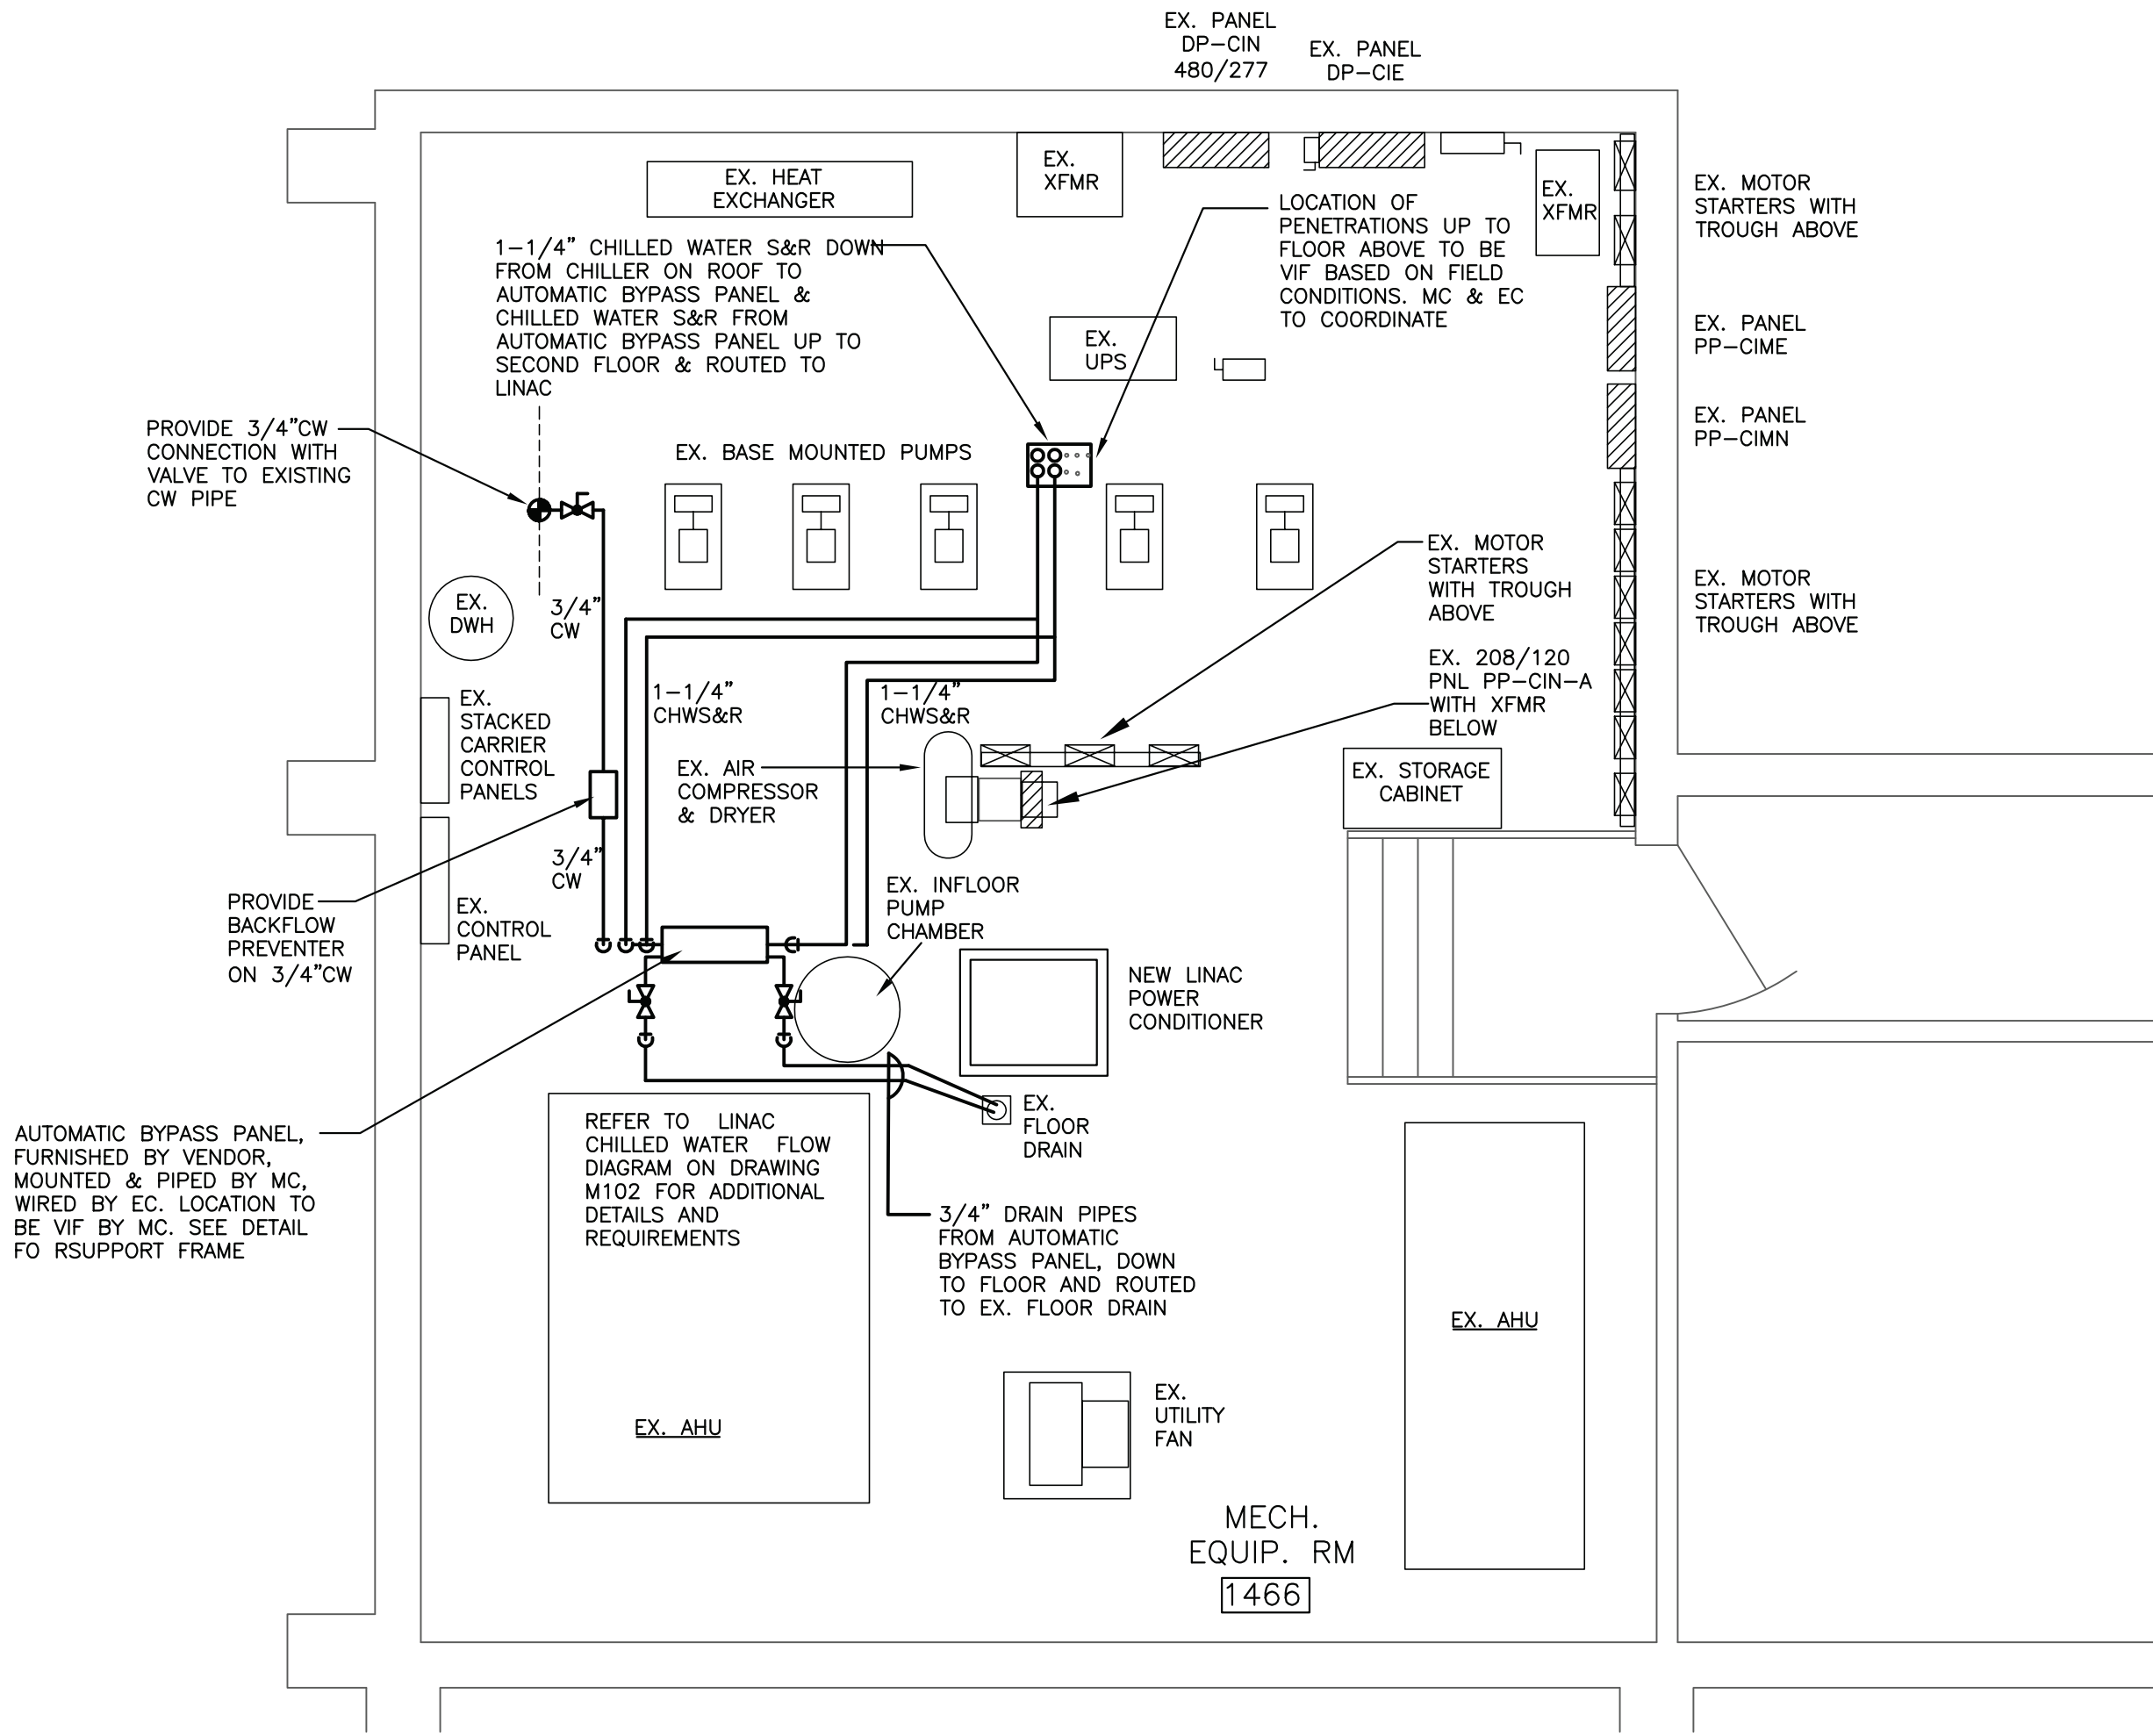 EX. PANEL
DP-CIN
480/277
EX. PANEL
DP-CIE
EX. HEAT
EXCHANGER
EX.
XFMR
EX.
XFMR
EX. MOTOR
STARTERS WITH
TROUGH ABOVE
LOCATION OF
PENETRATIONS UP TO
FLOOR ABOVE TO BE
VIF BASED ON FIELD
CONDITIONS. MC & EC
TO COORDINATE
1-1/4" CHILLED WATER S&R DOWN
FROM CHILLER ON ROOF TO
AUTOMATIC BYPASS PANEL &
CHILLED WATER S&R FROM
AUTOMATIC BYPASS PANEL UP TO
SECOND FLOOR & ROUTED TO
LINAC
EX.
UPS
EX. PANEL
PP-CIME
EX. PANEL
PP-CIMN
PROVIDE 3/4"CW
CONNECTION WITH
VALVE TO EXISTING
CW PIPE
EX. BASE MOUNTED PUMPS
EX. MOTOR
STARTERS
WITH TROUGH
ABOVE
EX. MOTOR
STARTERS WITH
TROUGH ABOVE
EX.
DWH
3/4"
CW
EX. 208/120
PNL PP-CIN-A
WITH XFMR
BELOW
EX.
STACKED
CARRIER
CONTROL
PANELS
1-1/4"
CHWS&R
1-1/4"
CHWS&R
EX. AIR
COMPRESSOR
& DRYER
EX. STORAGE
CABINET
3/4"
CW
PROVIDE
BACKFLOW
PREVENTER
ON 3/4"CW
EX.
CONTROL
PANEL
EX. INFLOOR
PUMP
CHAMBER
NEW LINAC
POWER
CONDITIONER
EX.
FLOOR
DRAIN
AUTOMATIC BYPASS PANEL,
FURNISHED BY VENDOR,
MOUNTED & PIPED BY MC,
WIRED BY EC. LOCATION TO
BE VIF BY MC. SEE DETAIL
FO RSUPPORT FRAME
REFER TO LINAC
CHILLED WATER FLOW
DIAGRAM ON DRAWING
M102 FOR ADDITIONAL
DETAILS AND
REQUIREMENTS
3/4" DRAIN PIPES
FROM AUTOMATIC
BYPASS PANEL, DOWN
TO FLOOR AND ROUTED
TO EX. FLOOR DRAIN
EX. AHU
EX. AHU
EX.
UTILITY
FAN
MECH.
EQUIP. RM
1466